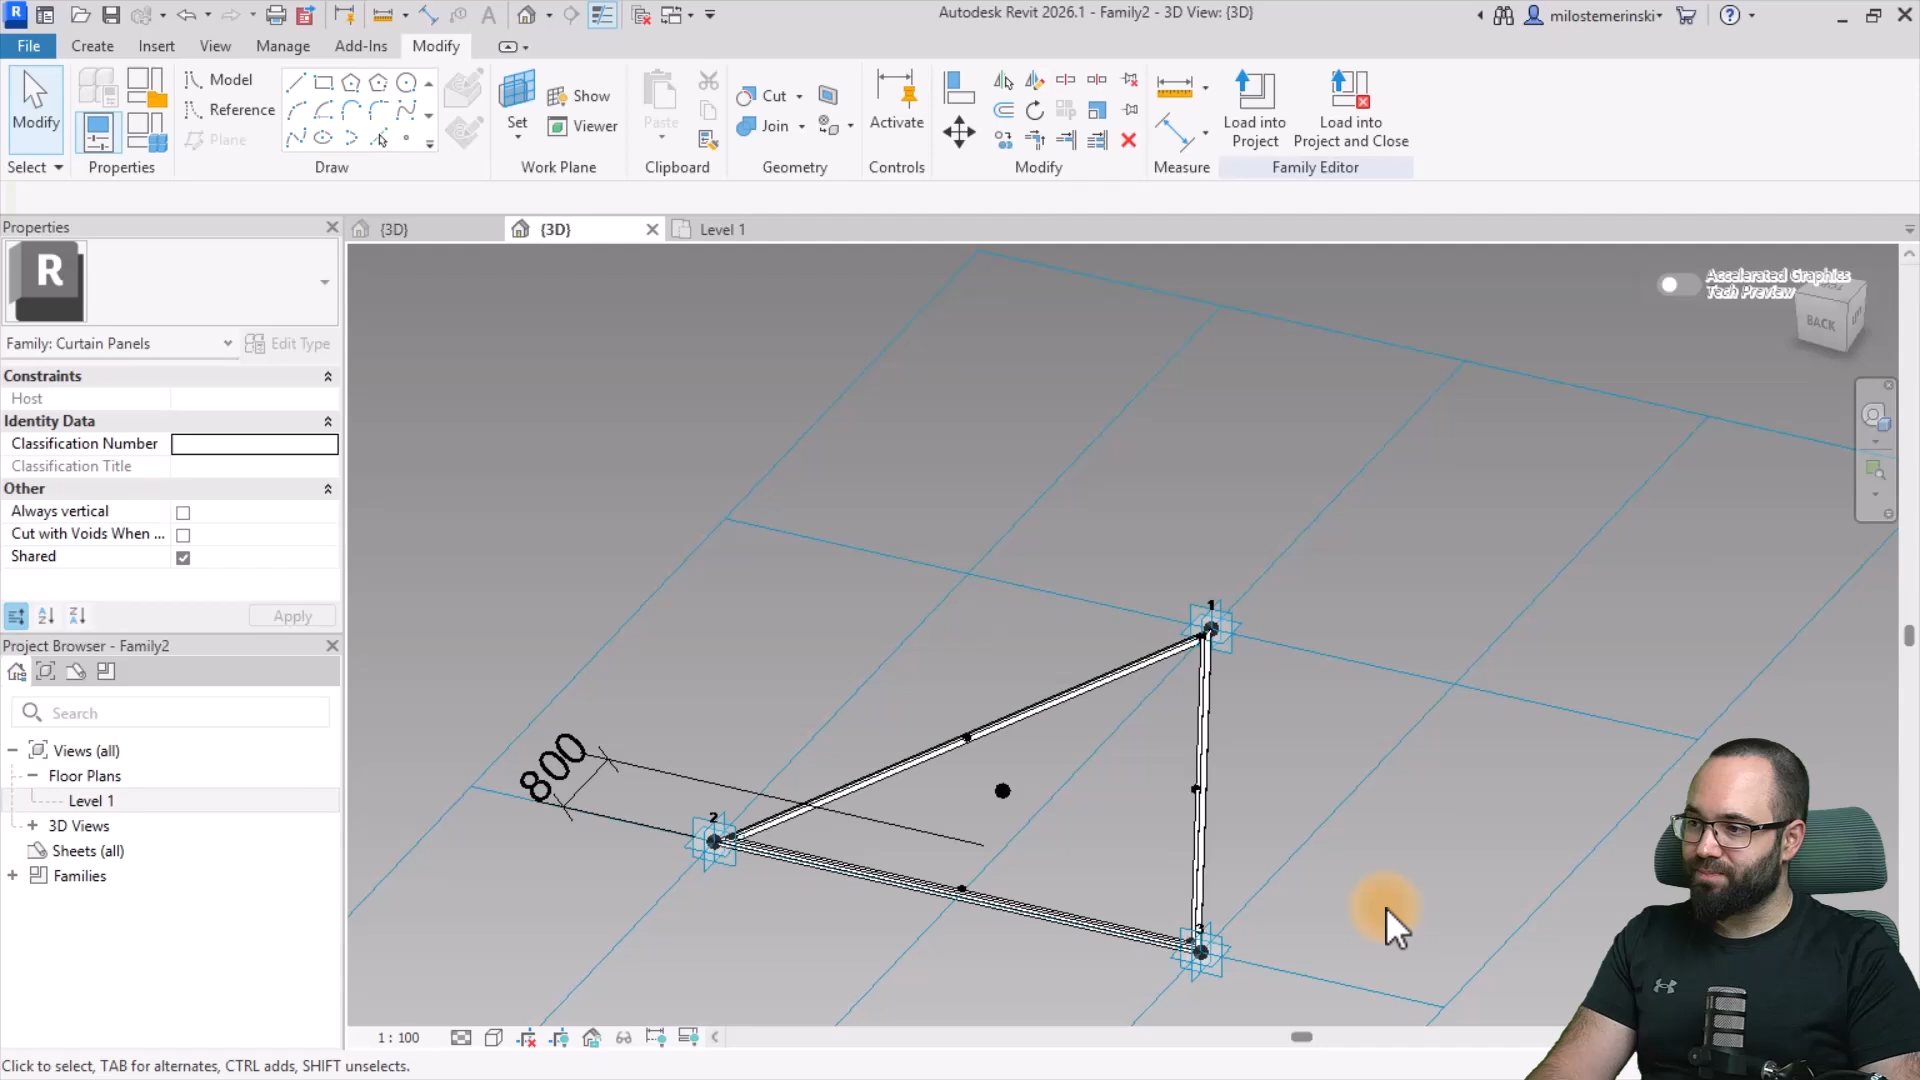 R
Autodesk Revit 2026.1 - Family2 - 3D View: {3D}
milostemerinski
File
Create
Insert
View
Manage
Add-Ins
Modify
Modify
Model
Reference
Plane
Set
Show
Viewer
Paste
Cut
Join
Activate
Load into
Project
Load into
Project and Close
Select
Properties
Draw
Work Plane
Clipboard
Geometry
Controls
Modify
Measure
Family Editor
Properties
{3D}
{3D}
Level 1
R
Family: Curtain Panels
Edit Type
Constraints
Host
Identity Data
Classification Number
Classification Title
Other
Always vertical
Cut with Voids When ...
Shared
Apply
Project Browser - Family2
Search
Views (all)
Floor Plans
Level 1
3D Views
Sheets (all)
Families
Accelerated Graphics
Tech Preview
BACK
1
800
2
3
1 : 100
Click to select, TAB for alternates, CTRL adds, SHIFT unselects.